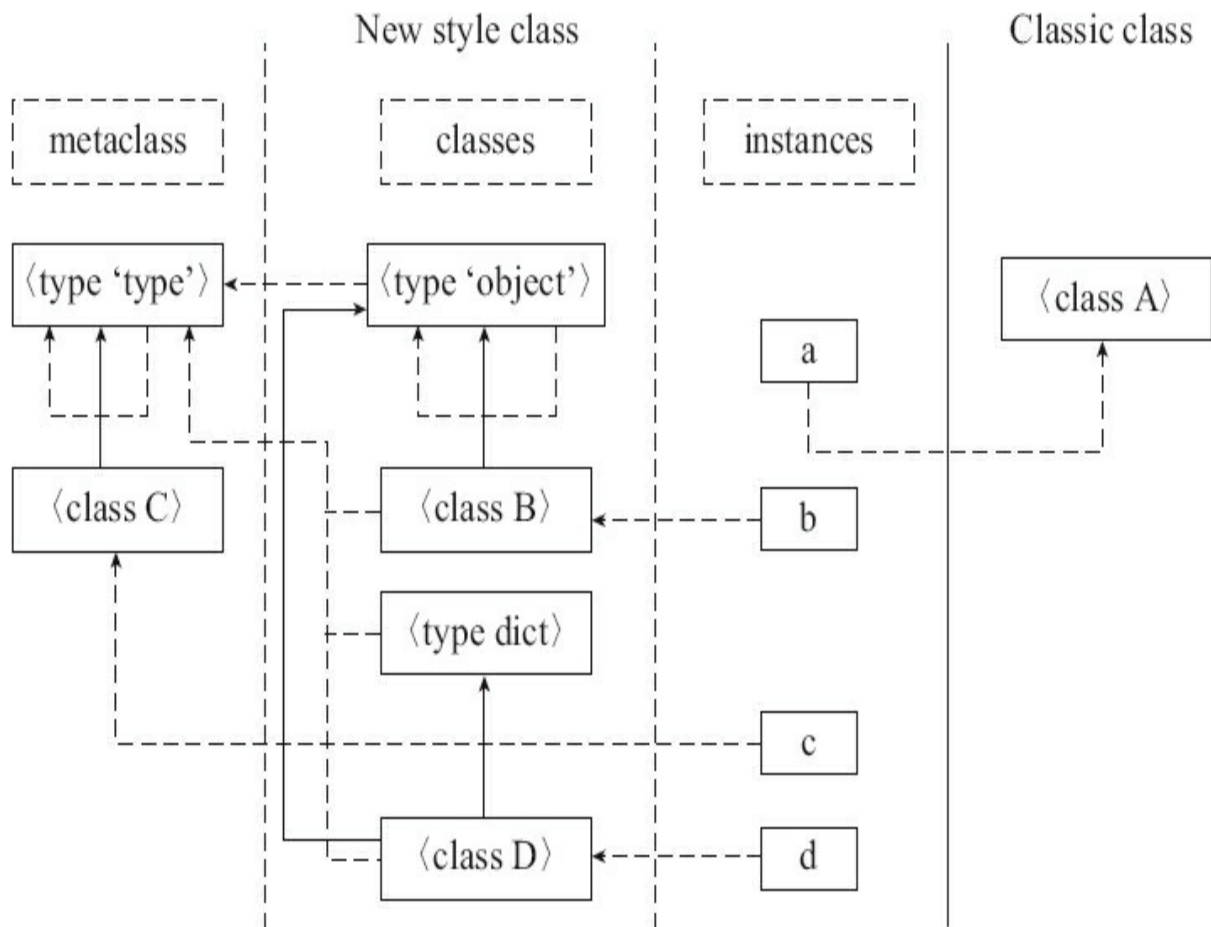 New style class
Classic class
metaclass
classes
instances
〈type ‘type’〉
〈type ‘object’〉
〈class A〉
a
〈class C〉
〈class B〉
b
〈type dict〉
c
〈class D〉
d